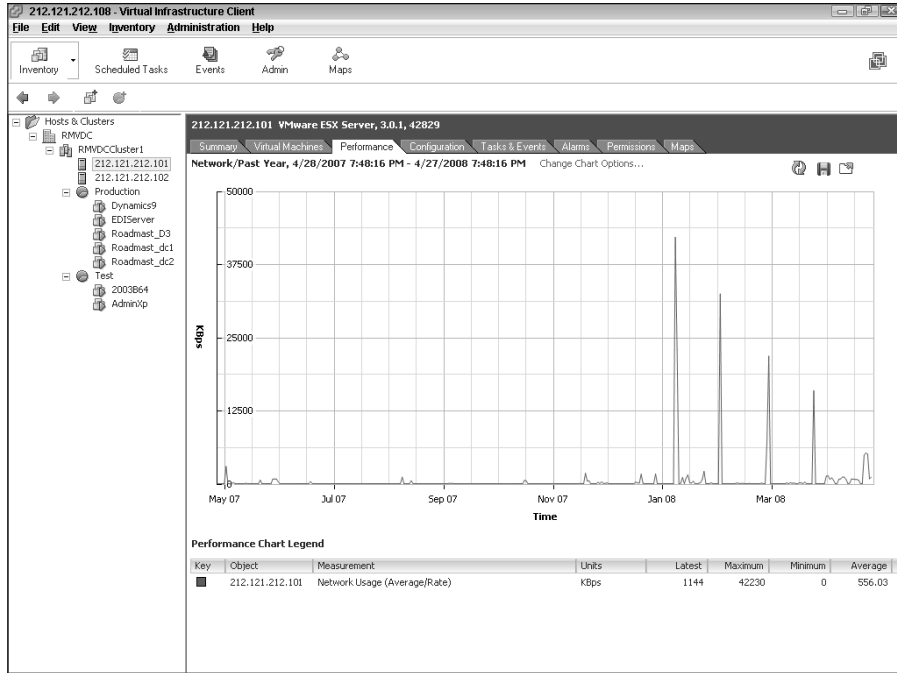 212.121.212.108 - Virtual Infrastructure Client
File Edit View Inventory Administration Help
Inventory Scheduled Tasks Events Admin Maps
Hosts & Clusters
RMVDC
RMVDCCluster1
212.121.212.101
212.121.212.102
Production
Dynamics9
EDIServer
Roadmast_D3
Roadmast_dc1
Roadmast_dc2
Test
2003B64
AdminXp
212.121.212.101 VMware ESX Server, 3.0.1, 42829
Summary Virtual Machines Performance Configuration Tasks & Events Alarms Permissions Maps
Network/Past Year, 4/28/2007 7:48:16 PM - 4/27/2008 7:48:16 PM Change Chart Options...
50000
37500
25000
12500
0
KBps
May 07 Jul 07 Sep 07 Nov 07 Jan 08 Mar 08
Time
Performance Chart Legend
Key Object Measurement Units Latest Maximum Minimum Average
212.121.212.101 Network Usage (Average/Rate) KBps 1144 42230 0 556.03